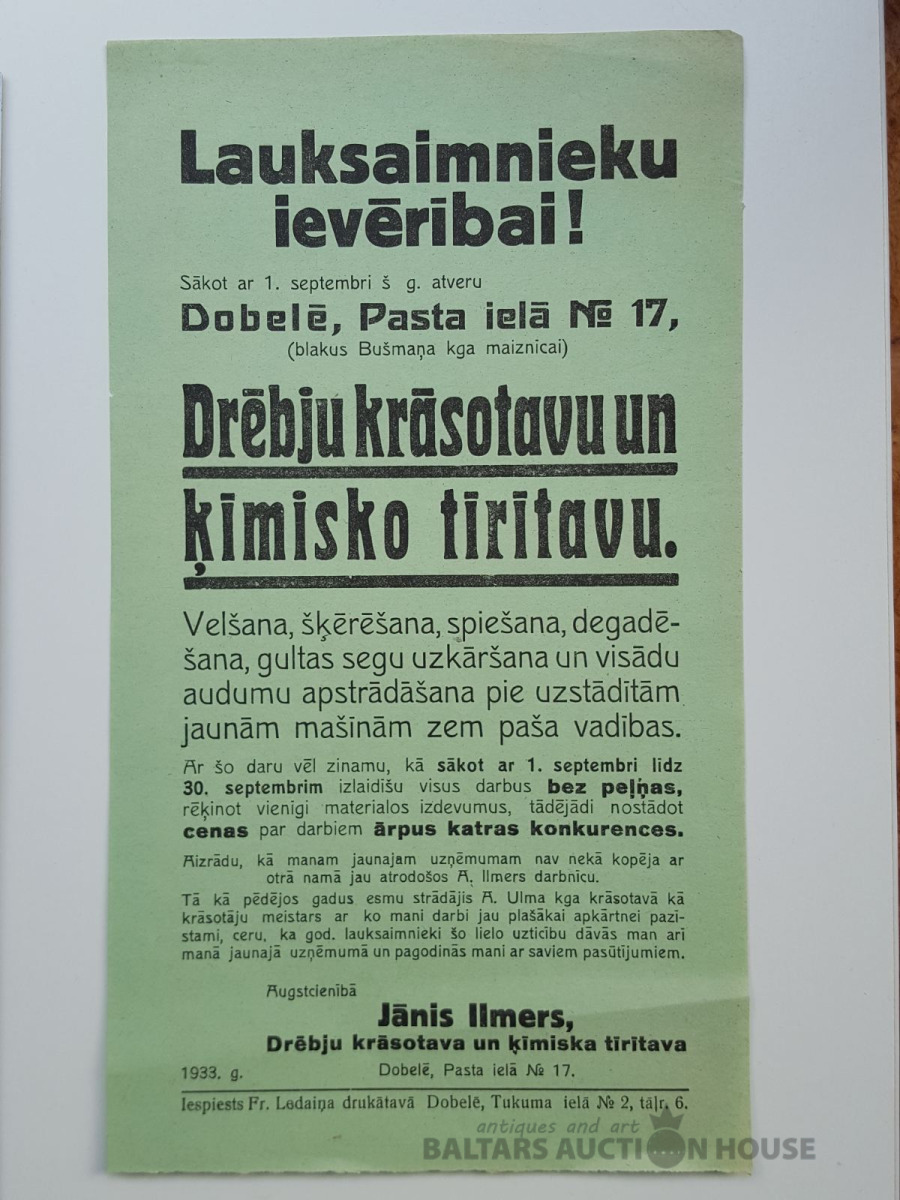 Lauksaimnieku
ievērībai!
Sākot ar 1. septembri š g. atveru
Dobelē, Pasta ielā № 17,
(blakus Bušmaņa kga maiznīcai)
Drēbju krāsotavu un
ķīmisko tīrītavu.
Velšana, šķērēšana, spiešana, degadē-
šana, gultas segu uzkāršana un visādu
audumu apstrādāšana pie uzstādītām
jaunām mašīnām zem paša vadības.
Ar šo daru vēl zinamu, kā sākot ar 1. septembri līdz
30. septembrim izlaidīšu visus darbus bez peļņas,
rēķinot vienīgi materialos izdevumus, tādējādi nostādot
cenas par darbiem ārpus katras konkurences.
Aizrādu, kā manam jaunajam uzņēmumam nav nekā kopēja ar
otrā namā jau atrodošos A. Ilmers darbnīcu.
Tā kā pēdējos gadus esmu strādājis A. Ulma kga krāsotavā kā
krāsotāju meistars ar ko mani darbi jau plašākai apkārtnei pazī-
stami, ceru, ka god. lauksaimnieki šo lielo uzticību dāvās man arī
manā jaunajā uzņēmumā un pagodinās mani ar saviem pasūtījumiem.
Augstcienībā
Jānis Ilmers,
Drēbju krāsotava un ķīmiska tīrītava
1933. g. Dobelē, Pasta ielā № 17.
Iespiests Fr. Ledaiņa drukātavā Dobelē, Tukuma ielā № 2, tāļr. 6.
antiques and art
BALTARS AUCTION HOUSE